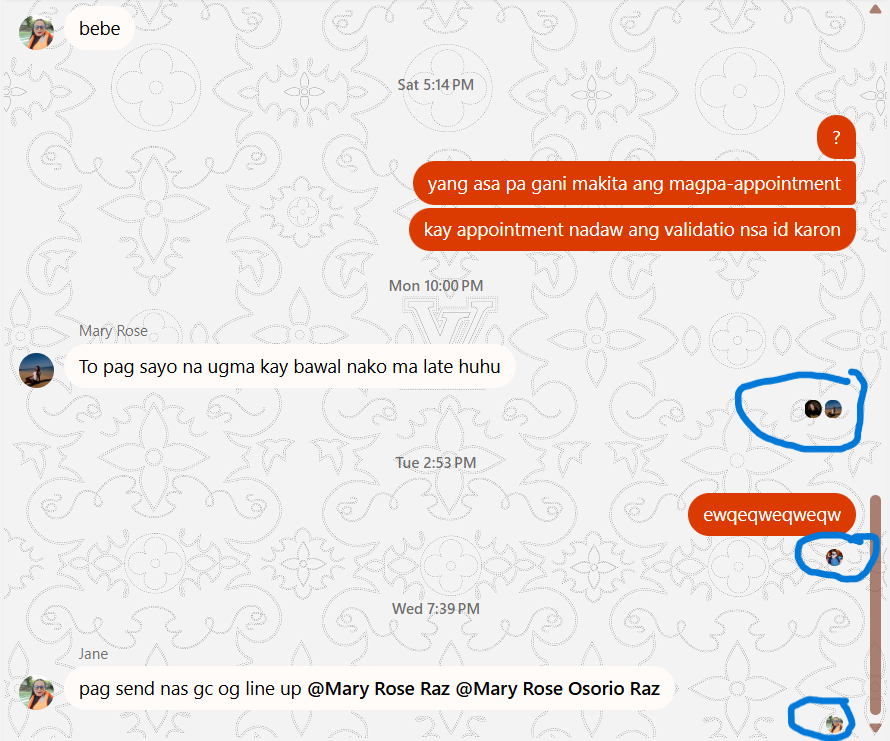 bebe
Sat 5:14 PM
?
yang asa pa gani makita ang magpa-appointment
kay appointment nadaw ang validatio nsa id karon
Mon 10:00 PM
Mary Rose
To pag sayo na ugma kay bawal nako ma late huhu
Tue 2:53 PM
ewqeqweqweqw
Wed 7:39 PM
Jane
pag send nas gc og line up @Mary Rose Raz @Mary Rose Osorio Raz